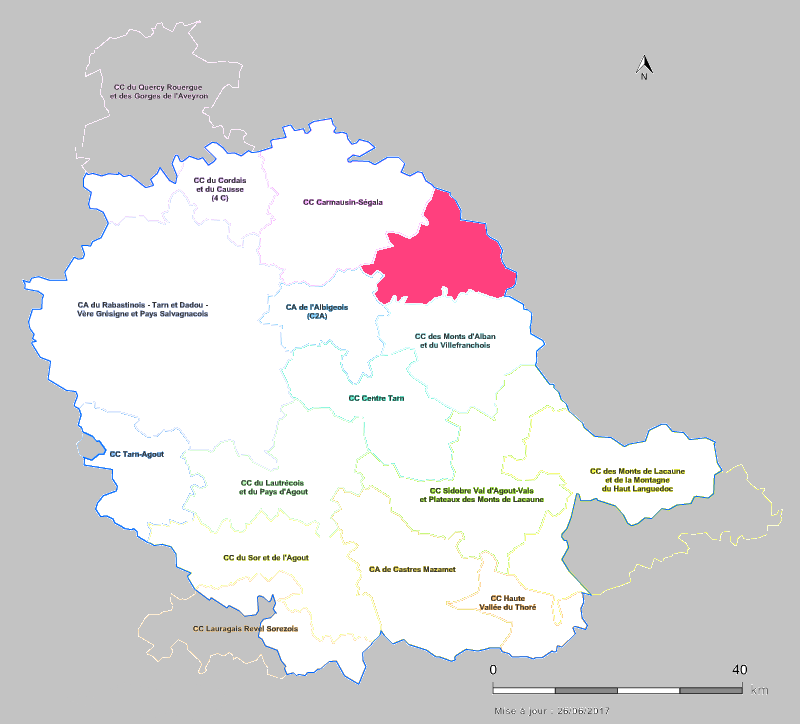 CC du Quercy Rouergue
et des Gorges de l'Aveyron
N
CC du Cordais
et du Causse
(4 C)
CC Carmausin-Ségala
CA du Rabastinois - Tarn et Dadou -
Vère Grésigne et Pays Salvagnacois
CA de l'Albigeois
(C2A)
CC des Monts d'Alban
et du Villefranchois
CC Centre Tarn
CC Tarn-Agout
CC du Lautrécois
et du Pays d'Agout
CC Sidobre Val d'Agout-Vals
et Plateaux des Monts de Lacaune
CC des Monts de Lacaune
et de la Montagne
du Haut Languedoc
CC du Sor et de l'Agout
CA de Castres Mazamet
CC Haute
Vallée du Thoré
CC Lauragais Revel Sorezois
0 40
km
Mise à jour : 26/06/2017